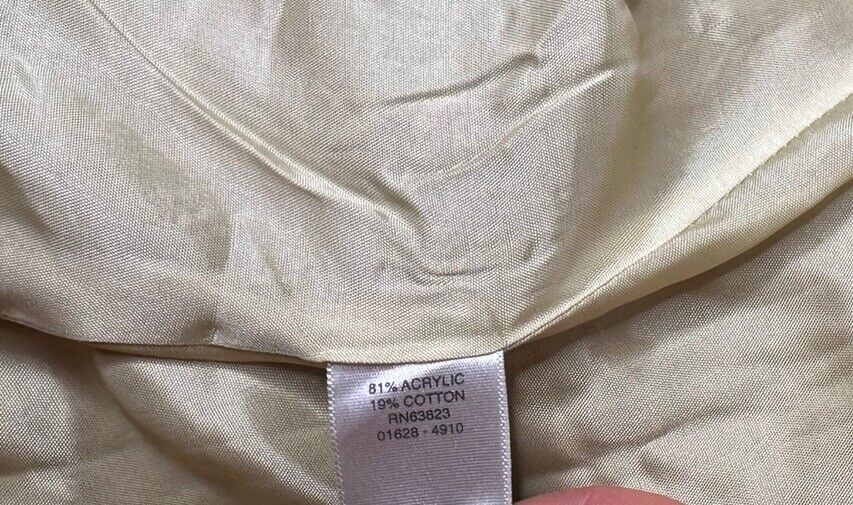 81% ACRYLIC
19% COTTON
RN63823
01628 - 4910